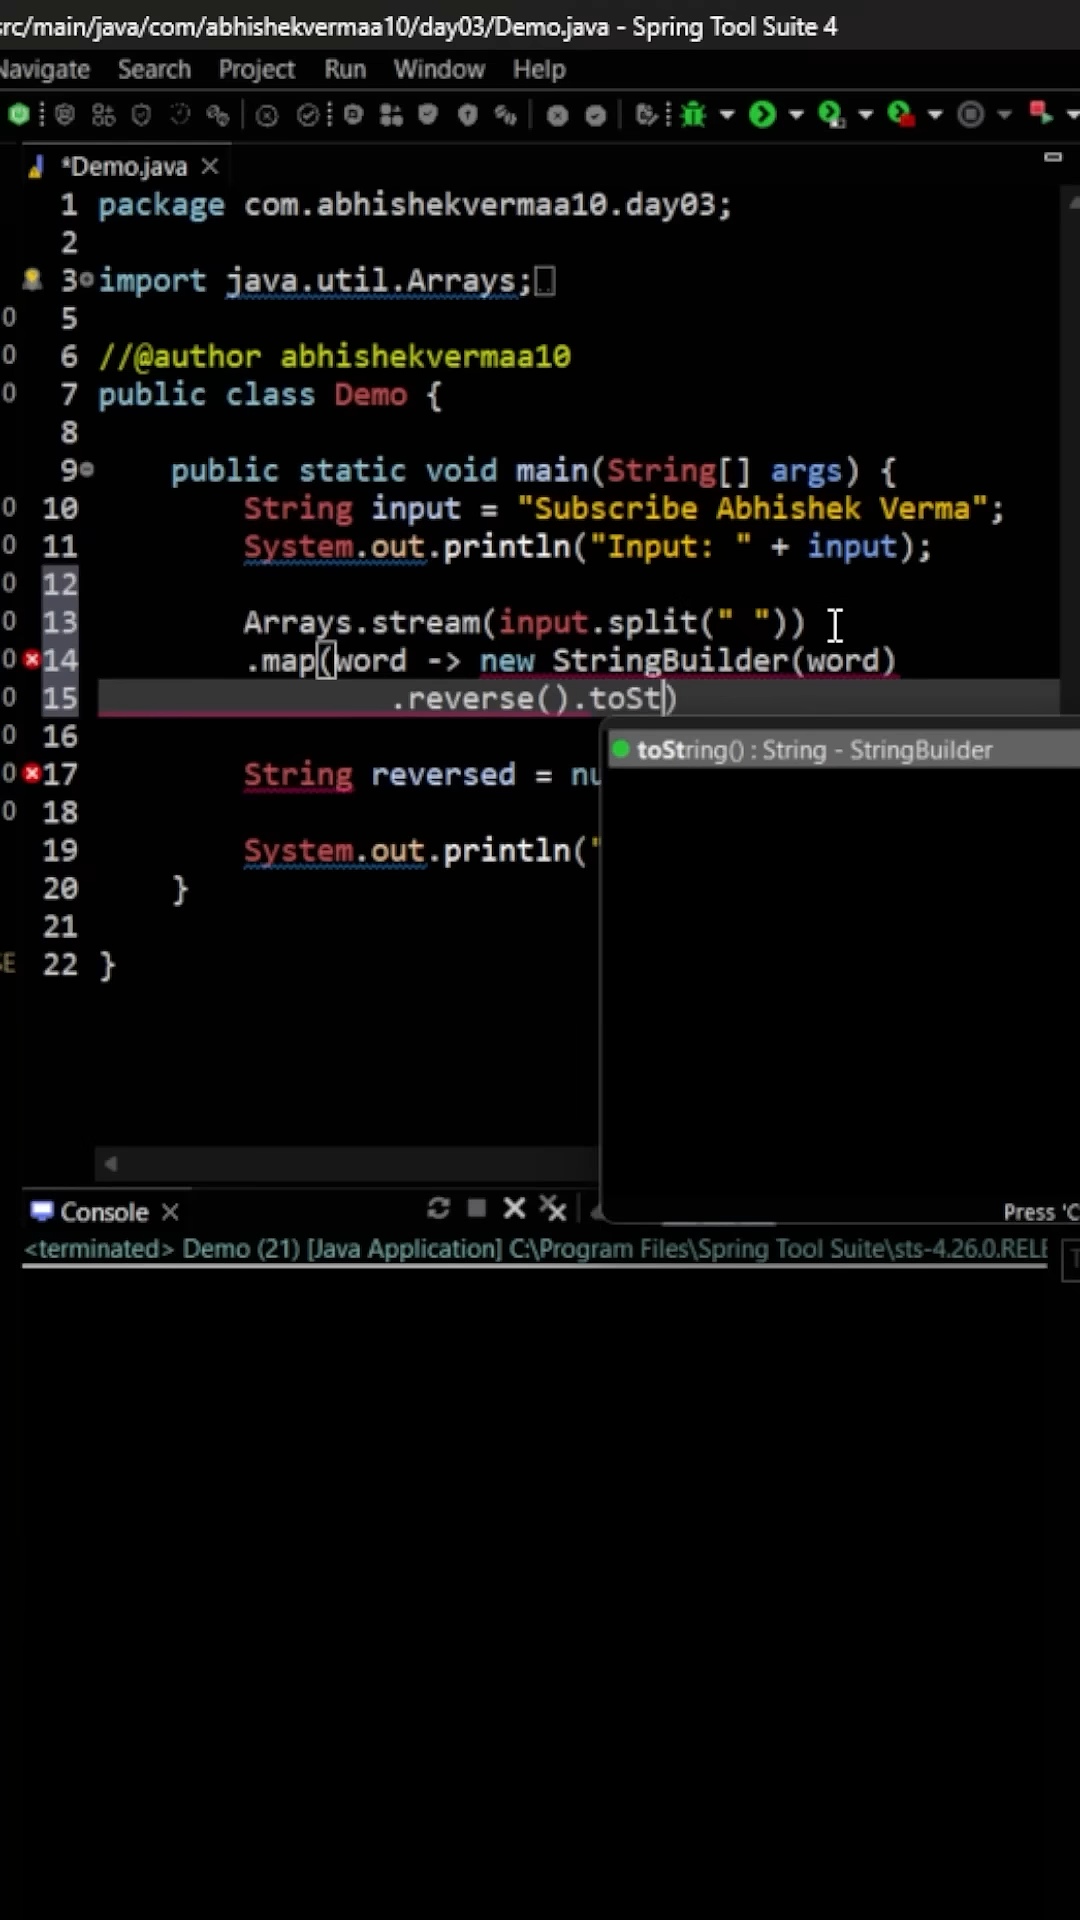 src/main/java/com/abhishekvermaa10/day03/Demo.java - Spring Tool Suite 4
Navigate Search Project Run Window Help
*Demo.java
1 package com.abhishekvermaa10.day03;
2
3 import java.util.Arrays;
5
6 //@author abhishekvermaa10
7 public class Demo {
8
9 public static void main(String[] args) {
10 String input = "Subscribe Abhishek Verma";
11 System.out.println("Input: " + input);
12
13 Arrays.stream(input.split(" "))
14 .map(word -> new StringBuilder(word)
15 .reverse().toSt)
toString() : String - StringBuilder
16
17 String reversed = nu
18
19 System.out.println("
20 }
21
22 }
Press 'C
Console
<terminated> Demo (21) [Java Application] C:\Program Files\Spring Tool Suite\sts-4.26.0.RELE